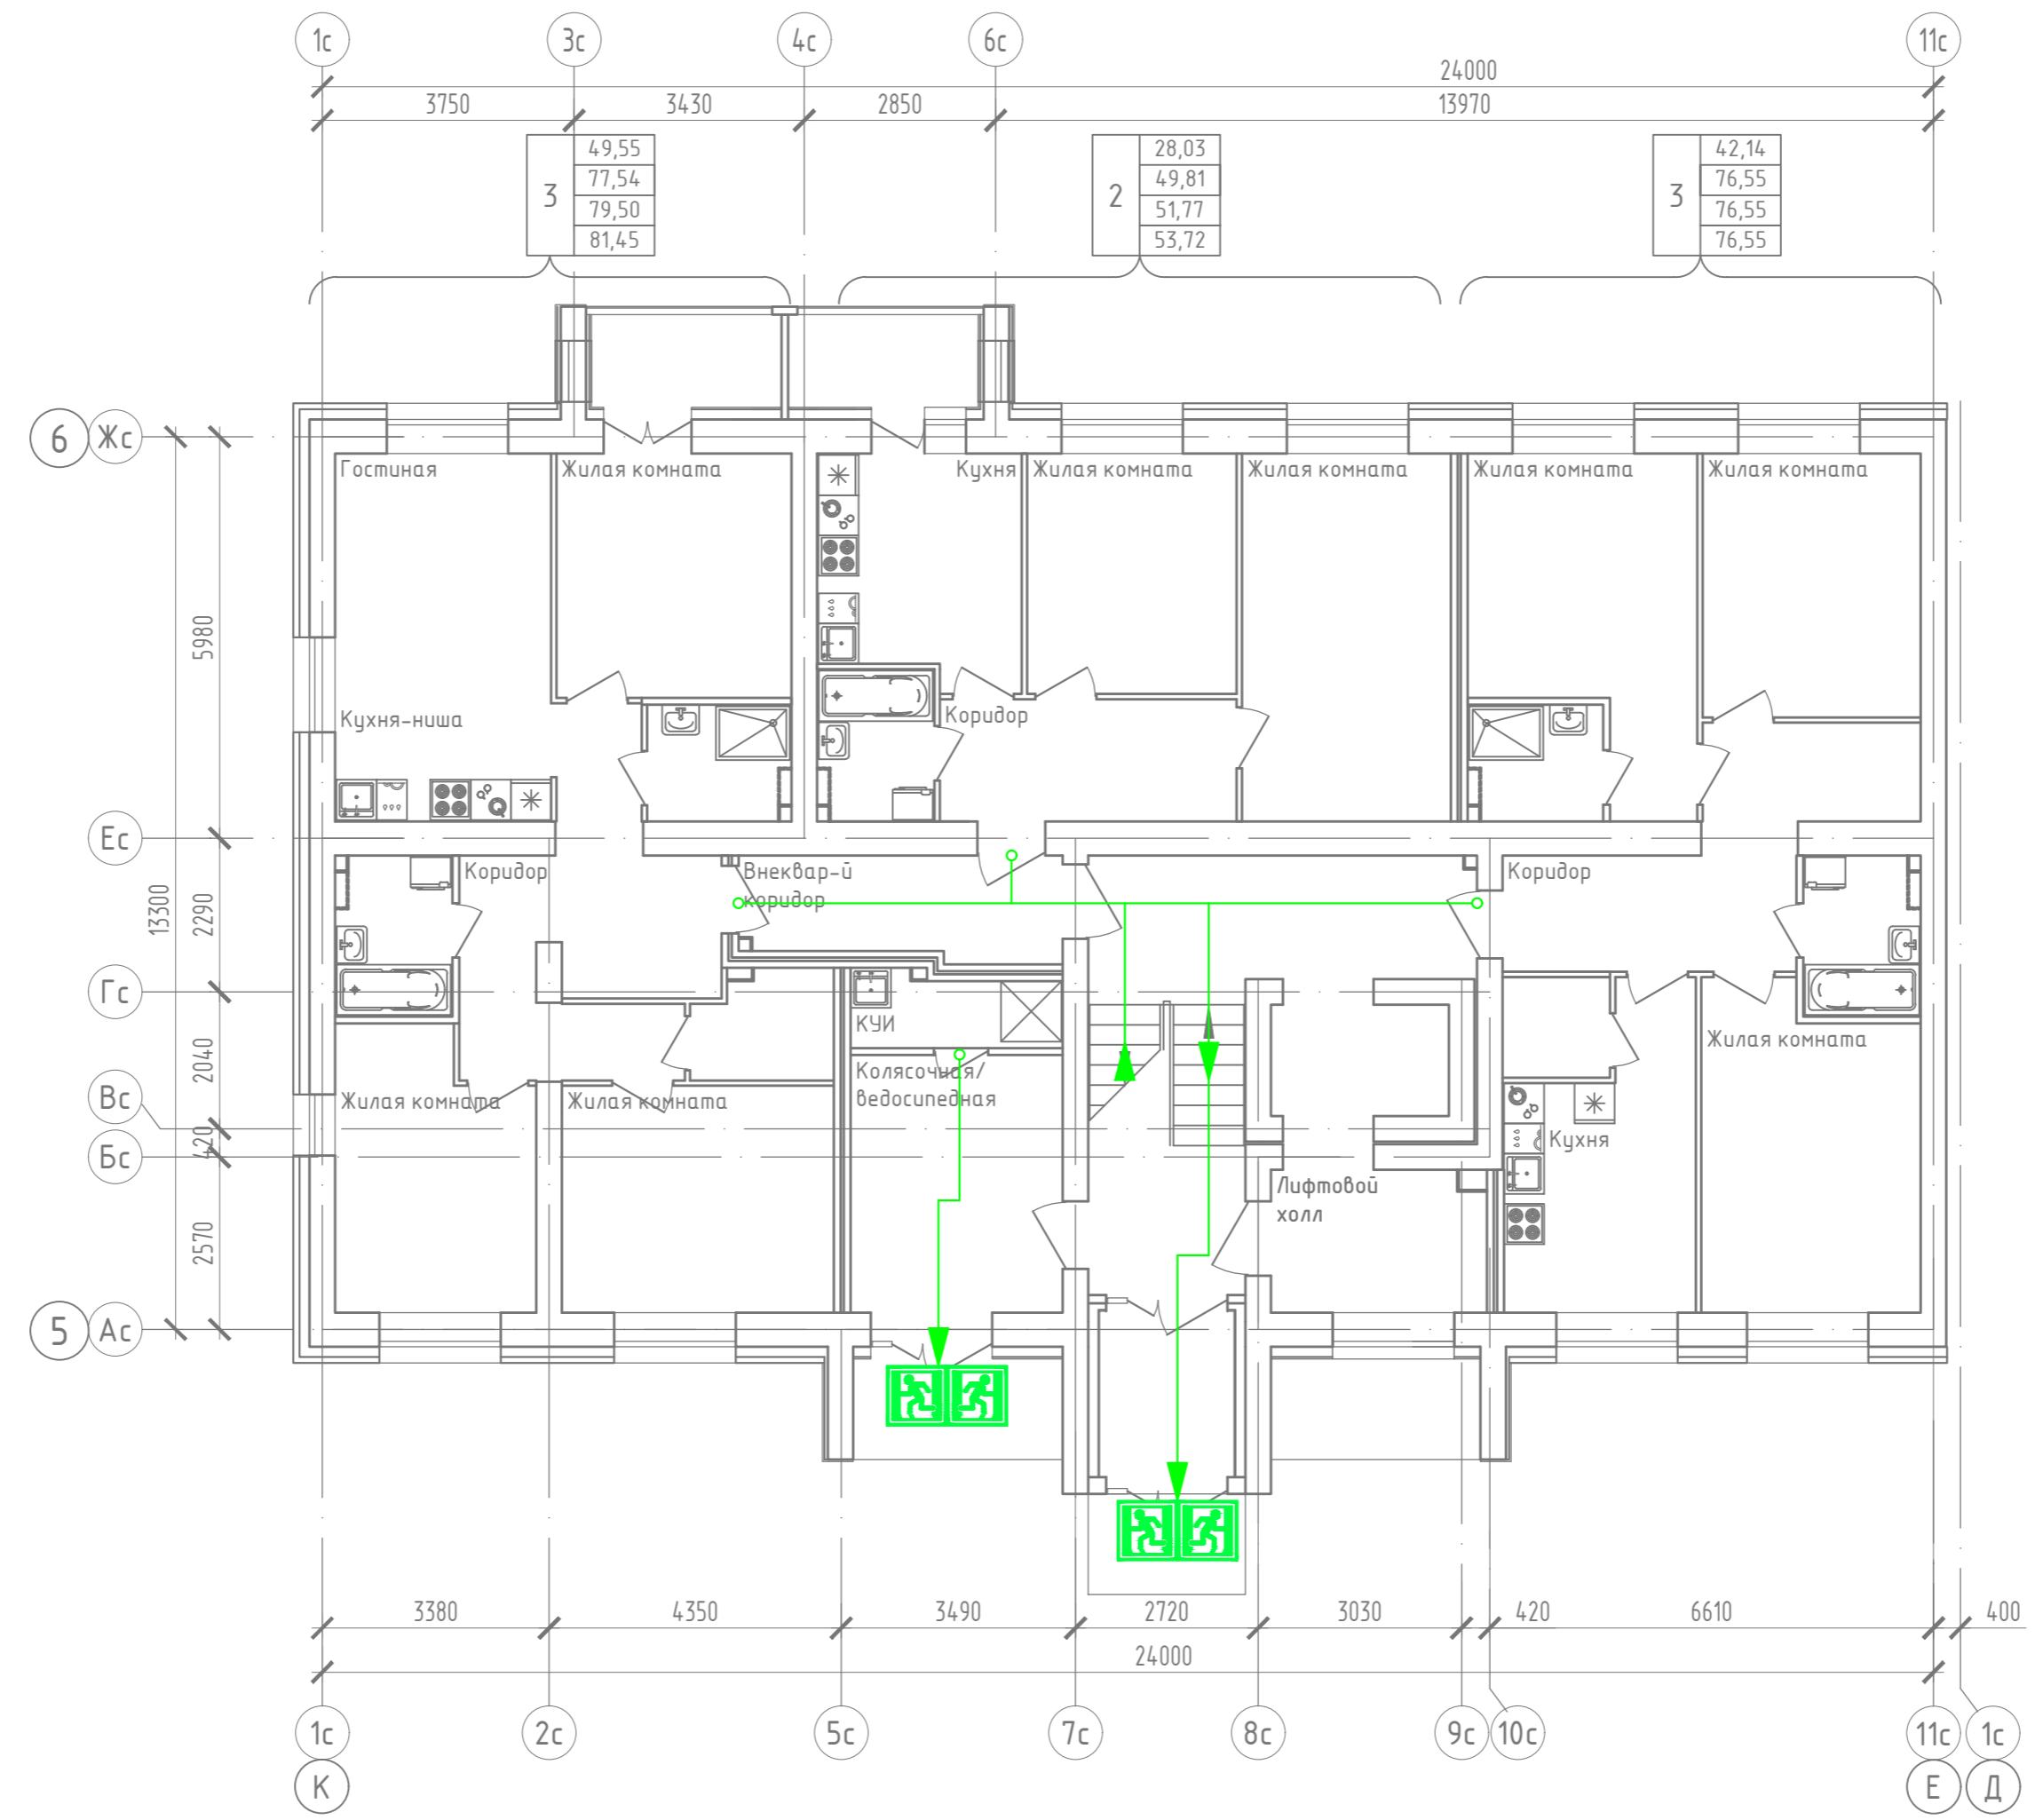 1с 3с 4с 6с 11с
24000
3750 3430 2850 13970
3 49,55 77,54 79,50 81,45
2 28,03 49,81 51,77 53,72
3 42,14 76,55 76,55 76,55
6 Жс
Гостиная Жилая комната Кухня Жилая комната Жилая комната Жилая комната Жилая комната
5980
Кухня-ниша Коридор
Ес
Коридор Внеквар-й
коридор
Коридор
13300
2290
Гс
КУИ
2040
Жилая комната
Колясочная/
ведосипедная
Вс
Жилая комната Жилая комната
420
Кухня
Бс
Лифтовой
холл
2570
5 Ас
3380 4350 3490 2720 3030 420 6610 400
24000
1с 2с 5с 7с 8с 9с 10с 11с 1с
К Е Д